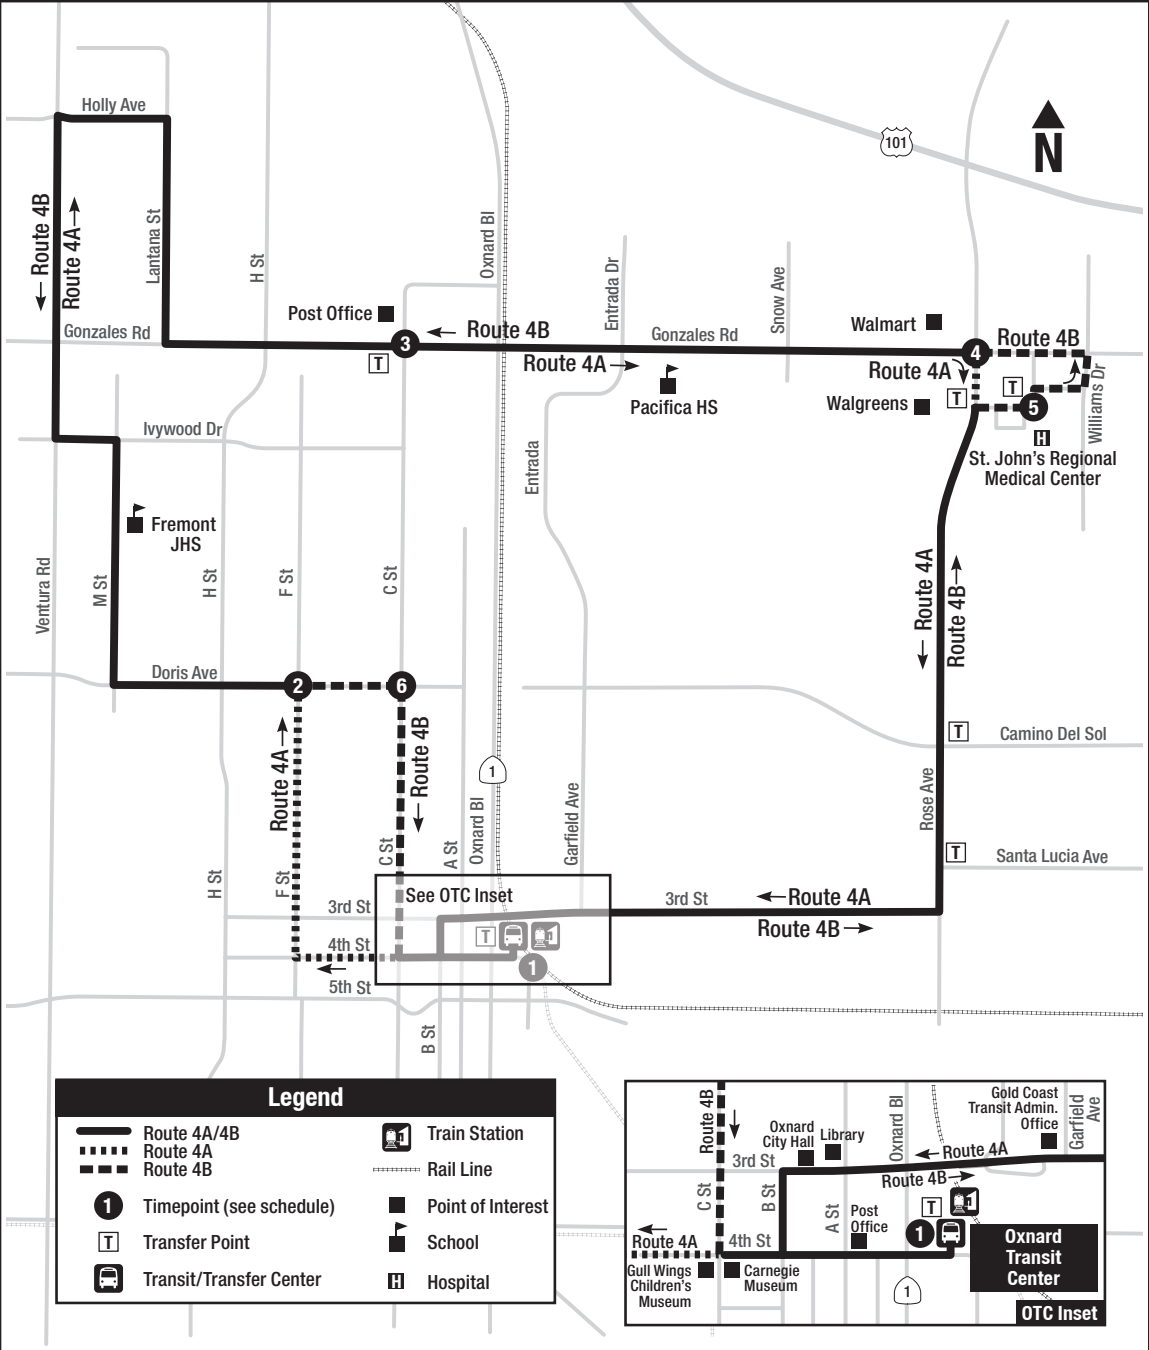 Holly Ave
101
N
Route 4B
Route 4A
Lantana St
H St
Oxnard Bl
Entrada Dr
Snow Ave
Post Office
Gonzales Rd
3
T
Route 4B
Route 4A
Gonzales Rd
Walmart
4
Route 4B
Route 4A
T
T
Walgreens
5
Williams Dr
Pacifica HS
H
St. John's Regional
Medical Center
Ivywood Dr
Entrada
Fremont
JHS
Ventura Rd
M St
H St
F St
C St
Route 4A
Route 4B
Doris Ave
2
6
Route 4A
Route 4B
1
T
Camino Del Sol
Rose Ave
T
Santa Lucia Ave
H St
F St
C St
A St
Oxnard Bl
Garfield Ave
See OTC Inset
3rd St
3rd St
Route 4A
Route 4B
T
1
4th St
5th St
B St
Legend
Route 4A/4B
Route 4A
Route 4B
1
Timepoint (see schedule)
T
Transfer Point
Transit/Transfer Center
Train Station
Rail Line
Point of Interest
School
H
Hospital
Route 4B
Oxnard
City Hall
Library
Oxnard Bl
Gold Coast
Transit Admin.
Office
Garfield
Ave
3rd St
Route 4A
Route 4B
C St
B St
A St
Post
Office
T
1
Route 4A
4th St
Gull Wings
Children's
Museum
Carnegie
Museum
1
Oxnard
Transit
Center
OTC Inset